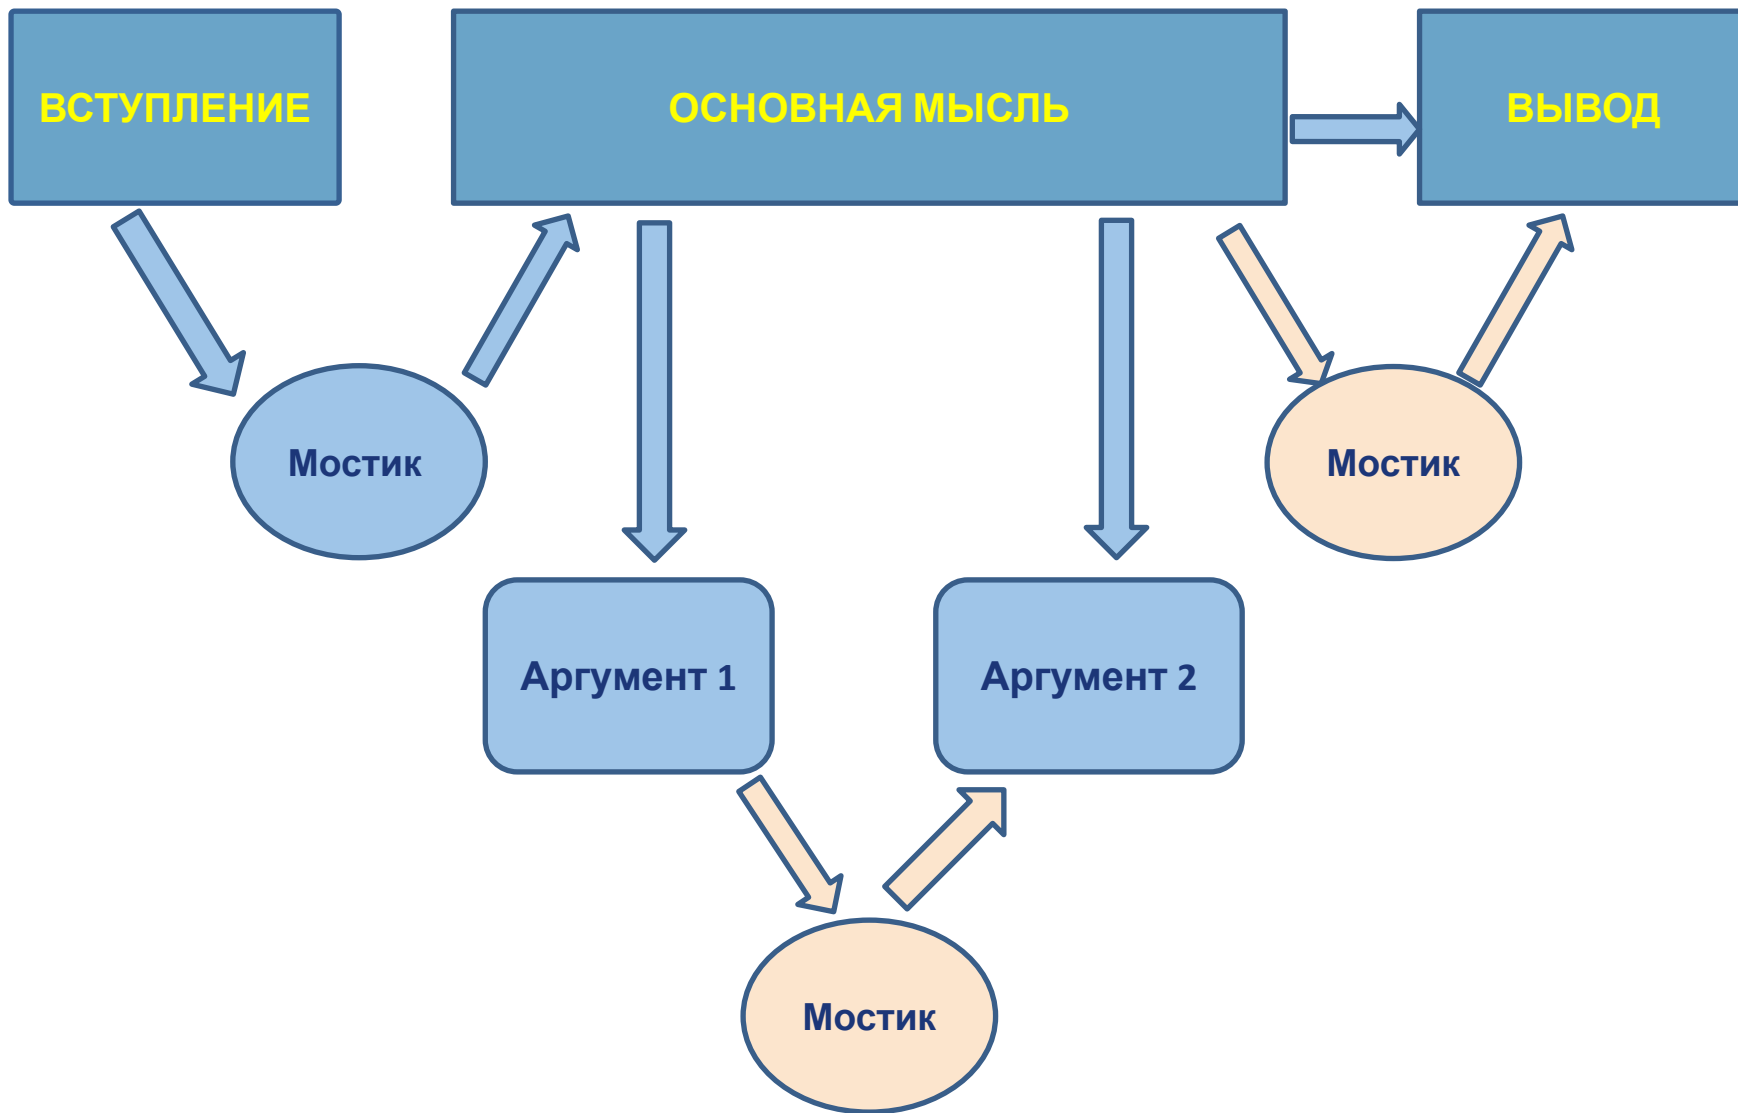 ВСТУПЛЕНИЕ
ОСНОВНАЯ МЫСЛЬ
ВЫВОД
Мостик
Мостик
Аргумент 1
Аргумент 2
Мостик